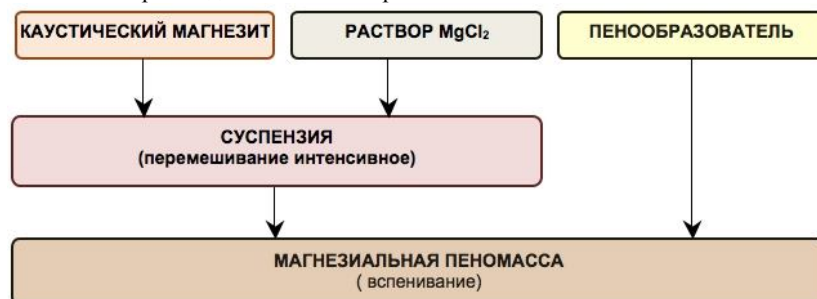 КАУСТИЧЕСКИЙ МАГНЕЗИТ
РАСТВОР MgCl₂
ПЕНООБРАЗОВАТЕЛЬ
СУСПЕНЗИЯ
(перемешивание интенсивное)
МАГНЕЗИАЛЬНАЯ ПЕНОМАССА
( вспенивание)